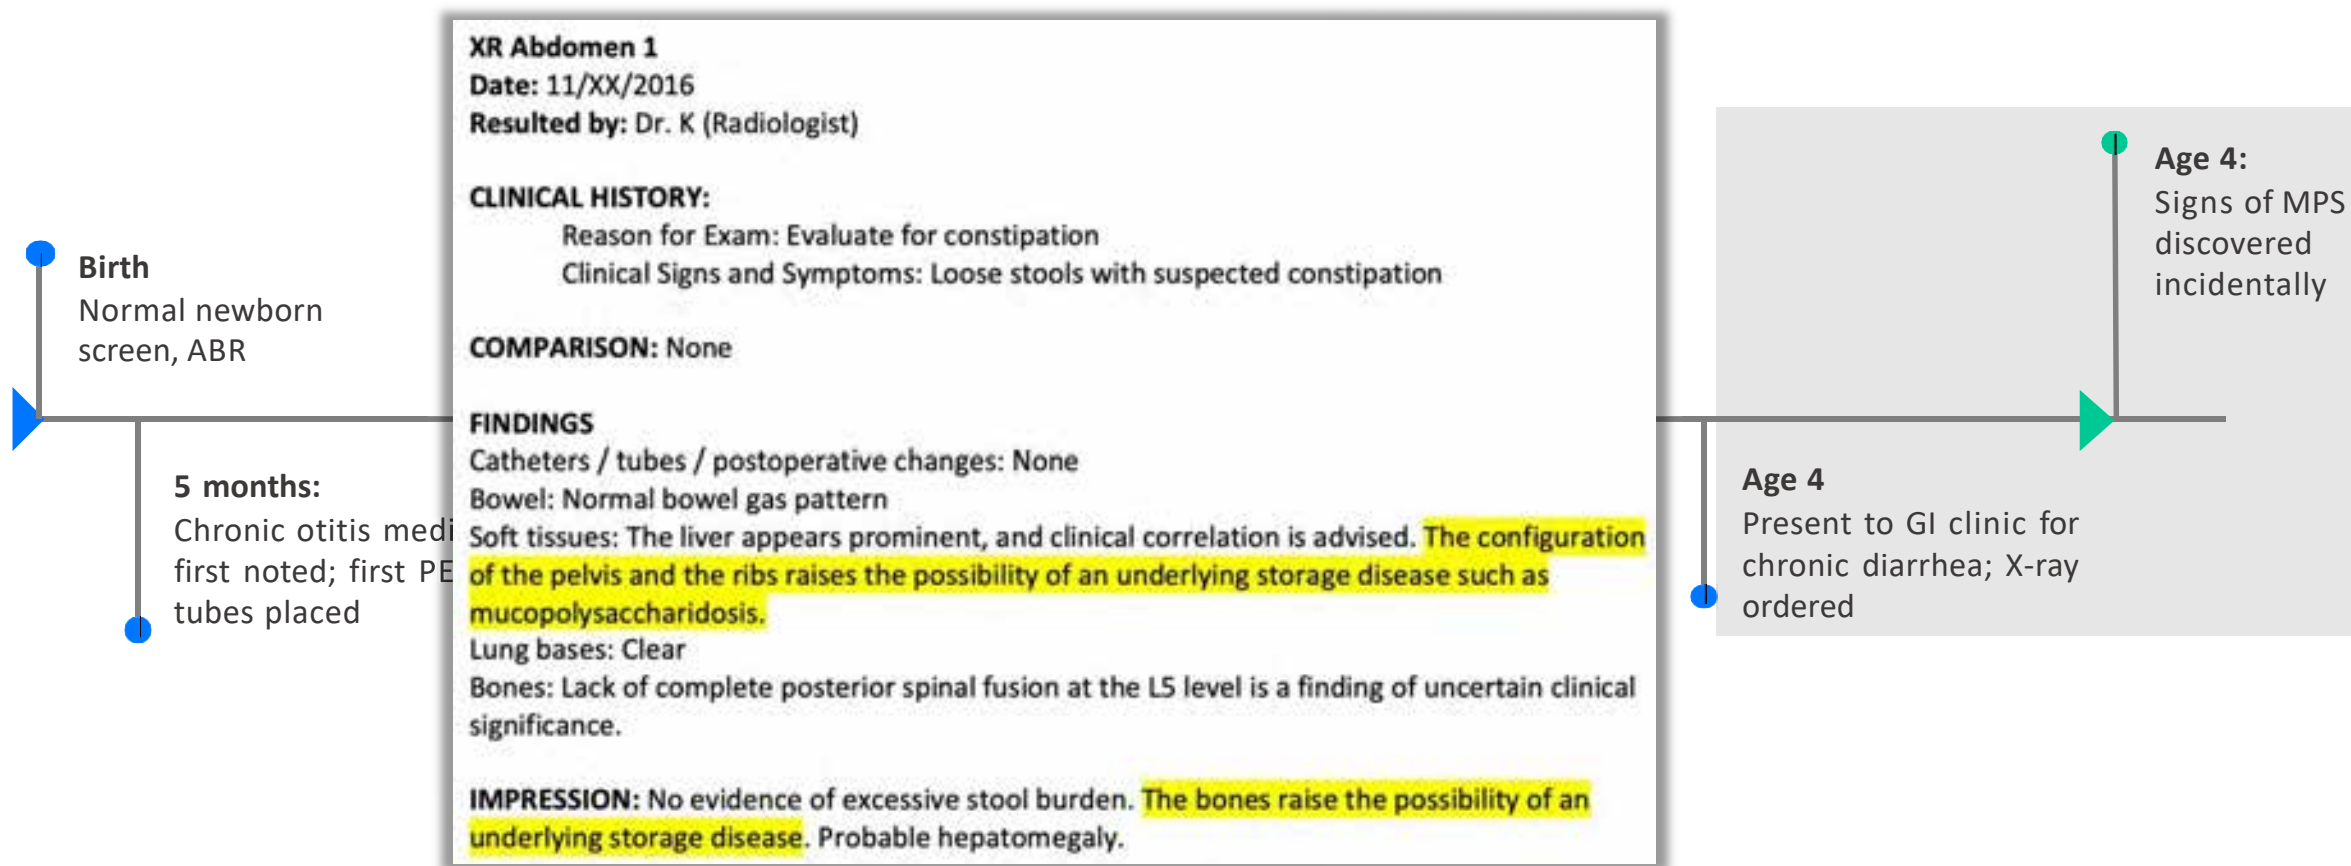 Birth
Normal newborn
screen, ABR
5 months:
Chronic otitis medi
first noted; first PE
tubes placed
XR Abdomen 1
Date: 11/XX/2016
Resulted by: Dr. K (Radiologist)
CLINICAL HISTORY:
Reason for Exam: Evaluate for constipation
Clinical Signs and Symptoms: Loose stools with suspected constipation
COMPARISON: None
FINDINGS
Catheters / tubes / postoperative changes: None
Bowel: Normal bowel gas pattern
Soft tissues: The liver appears prominent, and clinical correlation is advised. The configuration
of the pelvis and the ribs raises the possibility of an underlying storage disease such as
mucopolysaccharidosis.
Lung bases: Clear
Bones: Lack of complete posterior spinal fusion at the L5 level is a finding of uncertain clinical
significance.
IMPRESSION: No evidence of excessive stool burden. The bones raise the possibility of an
underlying storage disease. Probable hepatomegaly.
Age 4
Present to GI clinic for
chronic diarrhea; X-ray
ordered
Age 4:
Signs of MPS
discovered
incidentally